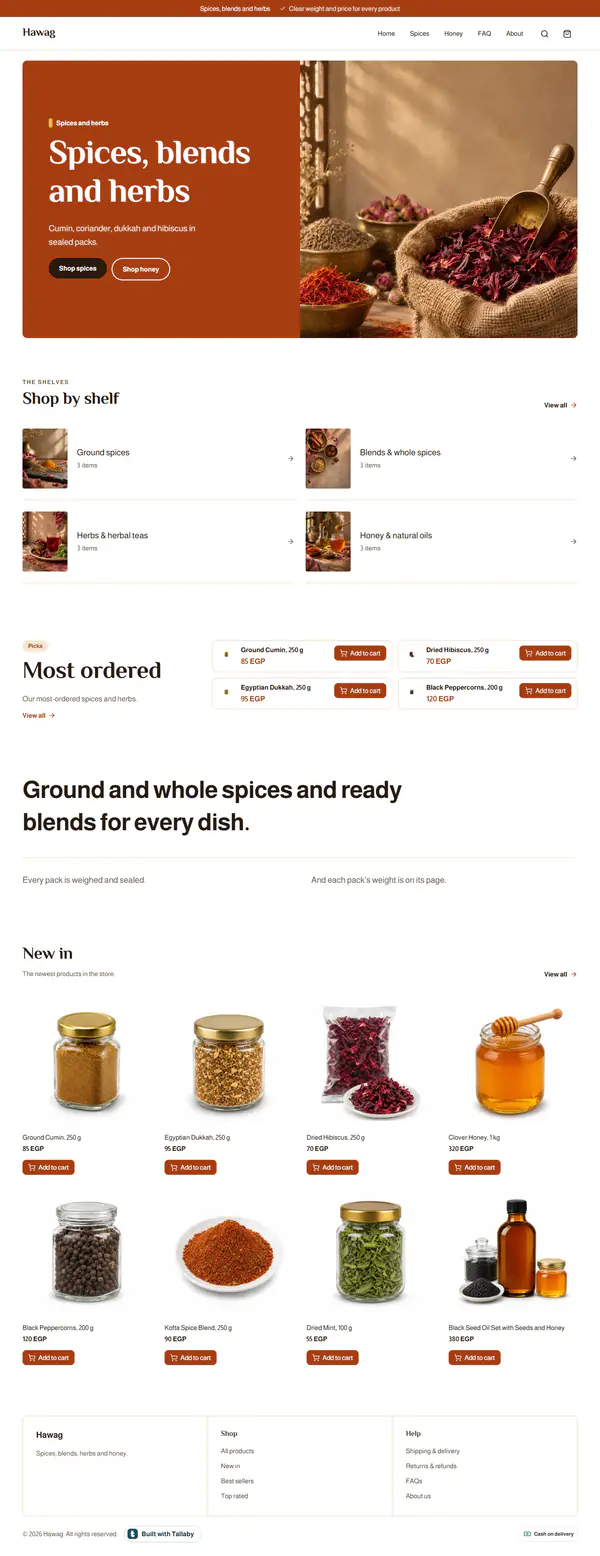 Spices, blends and herbs
Clear weight and price for every product
Hawag
Home
Spices
Honey
FAQ
About
Spices and herbs
Spices, blends
and herbs
Cumin, coriander, dukkah and hibiscus in
sealed packs.
Shop spices
Shop honey
THE SHELVES
Shop by shelf
View all
Ground spices
3 items
Blends & whole spices
3 items
Herbs & herbal teas
3 items
Honey & natural oils
3 items
Picks
Most ordered
Our most-ordered spices and herbs.
View all
Ground Cumin, 250 g
85 EGP
Add to cart
Dried Hibiscus, 250 g
70 EGP
Add to cart
Egyptian Dukkah, 250 g
95 EGP
Add to cart
Black Peppercorns, 200 g
120 EGP
Add to cart
Ground and whole spices and ready
blends for every dish.
Every pack is weighed and sealed.
And each pack's weight is on its page.
New in
The newest products in the store.
View all
Ground Cumin, 250 g
85 EGP
Add to cart
Egyptian Dukkah, 250 g
95 EGP
Add to cart
Dried Hibiscus, 250 g
70 EGP
Add to cart
Clover Honey, 1 kg
320 EGP
Add to cart
Black Peppercorns, 200 g
120 EGP
Add to cart
Kofta Spice Blend, 250 g
90 EGP
Add to cart
Dried Mint, 100 g
55 EGP
Add to cart
Black Seed Oil Set with Seeds and Honey
380 EGP
Add to cart
Hawag
Spices, blends, herbs and honey.
Shop
All products
New in
Best sellers
Top rated
Help
Shipping & delivery
Returns & refunds
FAQs
About us
© 2026 Hawag. All rights reserved.
Built with Tallaby
Cash on delivery